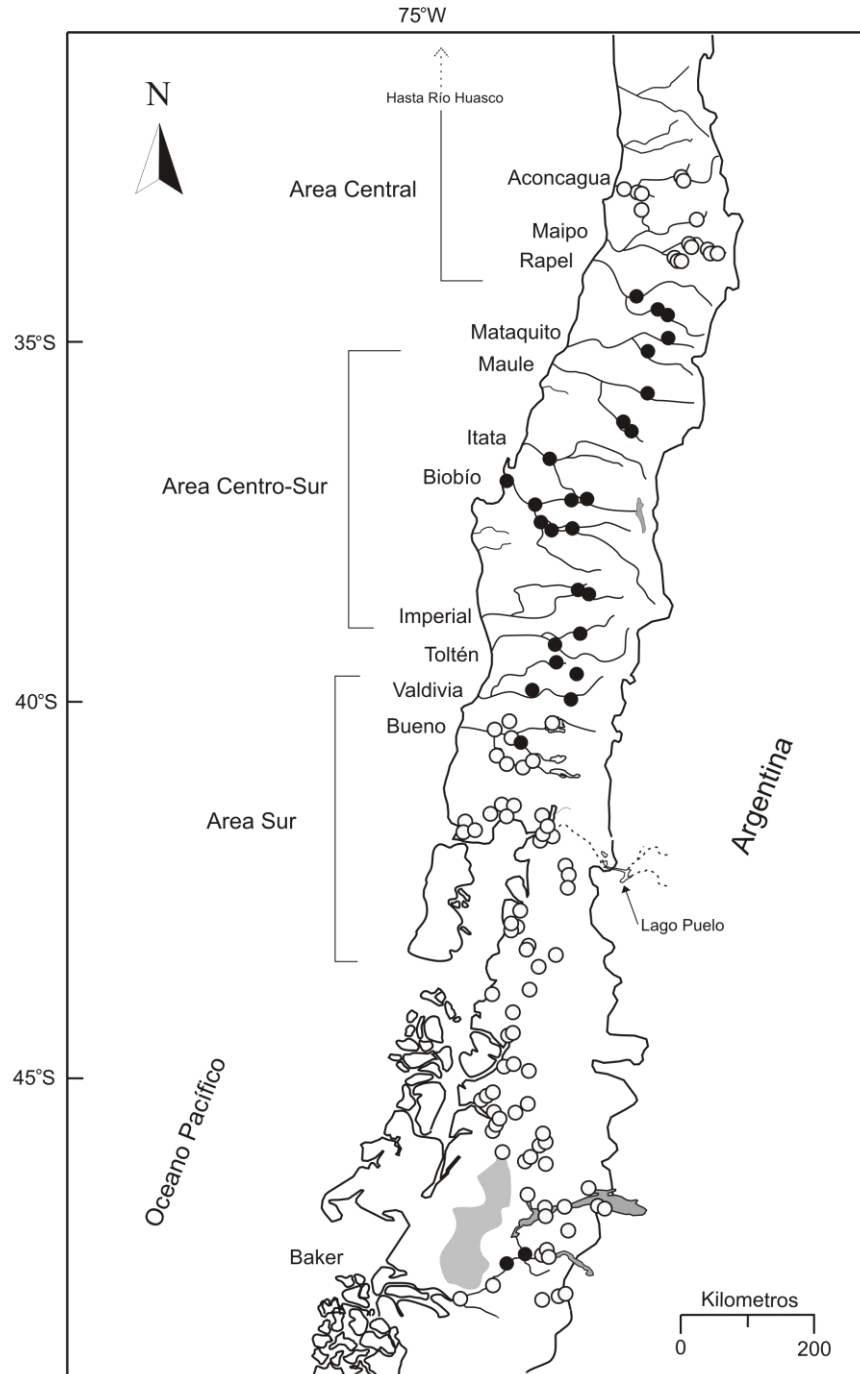 75°W
N
Hasta Río Huasco
Area Central
Aconcagua
Maipo
Rapel
35°S
Mataquito
Maule
Itata
Area Centro-Sur
Biobío
Imperial
Toltén
40°S
Valdivia
Bueno
Area Sur
Argentina
Lago Puelo
45°S
Oceano Pacífico
Baker
Kilometros
0 200